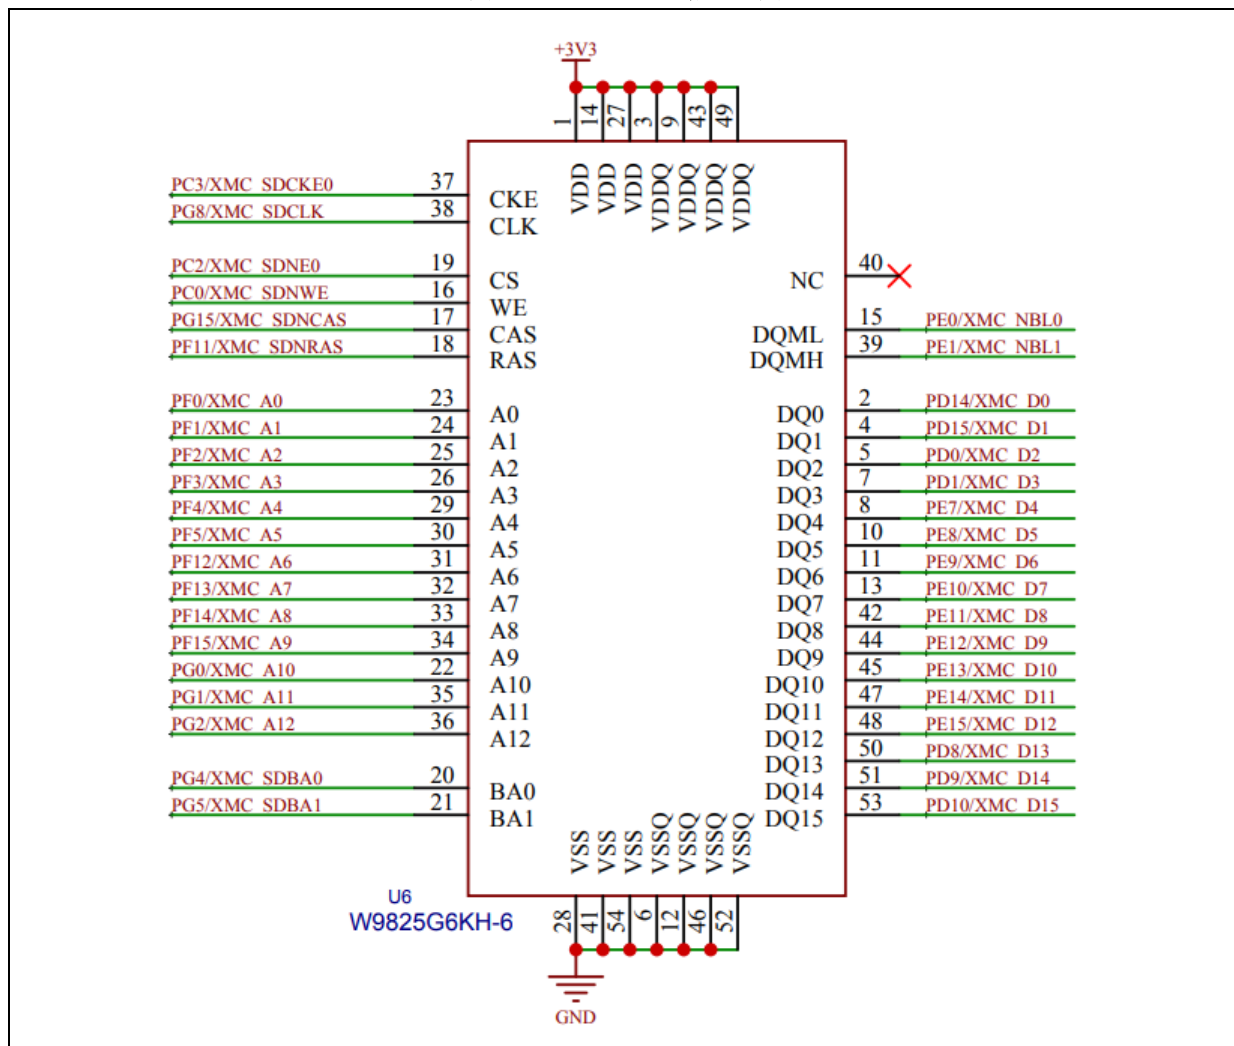 +3V3
1 14 27 3 9 43 49
VDD VDD VDD VDDQ VDDQ VDDQ VDDQ
PC3/XMC_SDCKE0 37 CKE
PG8/XMC_SDCLK 38 CLK
PC2/XMC_SDNE0 19 CS
NC 40
PC0/XMC_SDNWE 16 WE
PG15/XMC_SDNCAS 17 CAS
DQML 15 PE0/XMC_NBL0
PF11/XMC_SDNRAS 18 RAS
DQMH 39 PE1/XMC_NBL1
PF0/XMC_A0 23 A0
DQ0 2 PD14/XMC_D0
PF1/XMC_A1 24 A1
DQ1 4 PD15/XMC_D1
PF2/XMC_A2 25 A2
DQ2 5 PD0/XMC_D2
PF3/XMC_A3 26 A3
DQ3 7 PD1/XMC_D3
PF4/XMC_A4 29 A4
DQ4 8 PE7/XMC_D4
PF5/XMC_A5 30 A5
DQ5 10 PE8/XMC_D5
PF12/XMC_A6 31 A6
DQ6 11 PE9/XMC_D6
PF13/XMC_A7 32 A7
DQ7 13 PE10/XMC_D7
PF14/XMC_A8 33 A8
DQ8 42 PE11/XMC_D8
PF15/XMC_A9 34 A9
DQ9 44 PE12/XMC_D9
PG0/XMC_A10 22 A10
DQ10 45 PE13/XMC_D10
PG1/XMC_A11 35 A11
DQ11 47 PE14/XMC_D11
PG2/XMC_A12 36 A12
DQ12 48 PE15/XMC_D12
DQ13 50 PD8/XMC_D13
PG4/XMC_SDBA0 20 BA0
DQ14 51 PD9/XMC_D14
PG5/XMC_SDBA1 21 BA1
DQ15 53 PD10/XMC_D15
VSS VSS VSS VSSQ VSSQ VSSQ VSSQ
U6
W9825G6KH-6
28 41 54 6 12 46 52
GND